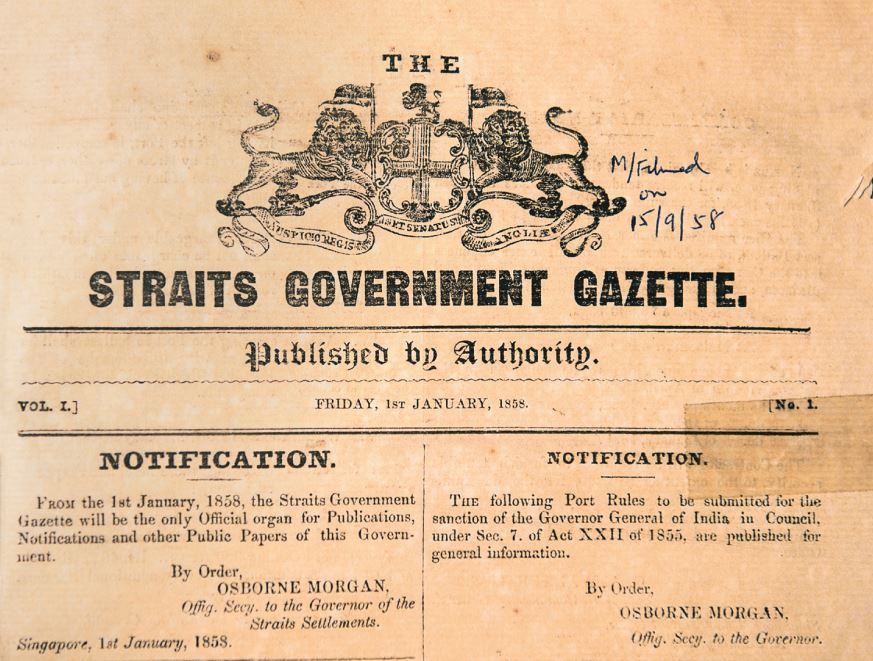 THE
AUSPICIO REGIS
ET SENATUS
ANGLIÆ
M/Filmed
on
15/9/58
STRAITS GOVERNMENT GAZETTE.
Published by Authority.
VOL. I.]
FRIDAY, 1ST JANUARY, 1858.
[No. 1.
NOTIFICATION.
FROM the 1st January, 1858, the Straits Government
Gazette will be the only Official organ for Publications,
Notifications and other Public Papers of this Govern-
ment.
By Order,
OSBORNE MORGAN,
Offig. Secy. to the Governor of the
Straits Settlements.
Singapore, 1st January, 1858.
NOTIFICATION.
THE following Port Rules to be submitted for the
sanction of the Governor General of India in Council,
under Sec. 7. of Act XXII of 1855, are published for
general information.
By Order,
OSBORNE MORGAN,
Offig. Secy. to the Governor.